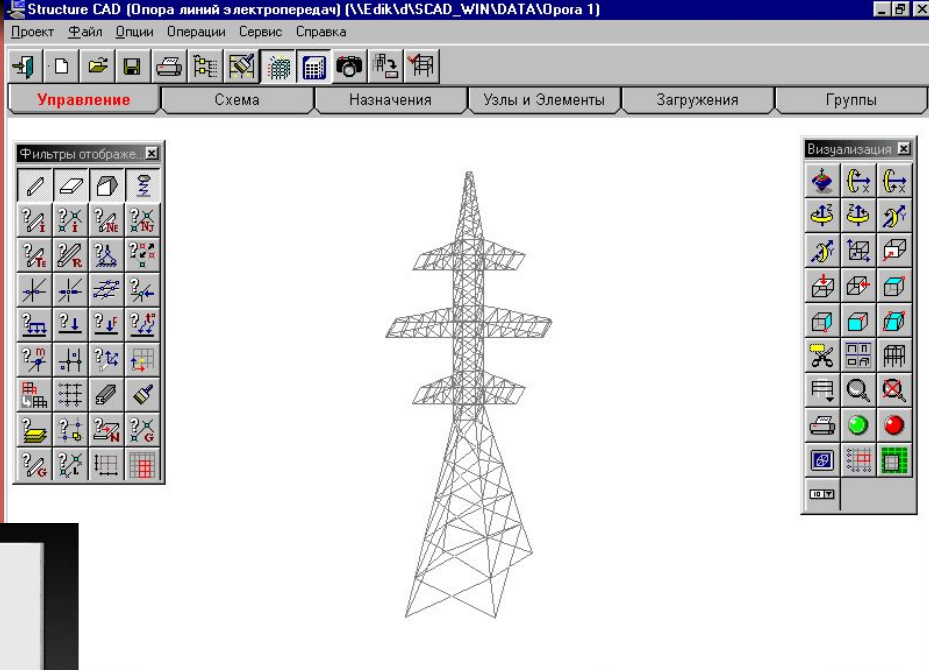 Structure CAD (Опора линий электропередач) (\\Edik\d\SCAD_WIN\DATA\Opora 1)
Проект Файл Опции Операции Сервис Справка
Управление Схема Назначения Узлы и Элементы Загружения Группы
Фильтры отображе...
Визуализация